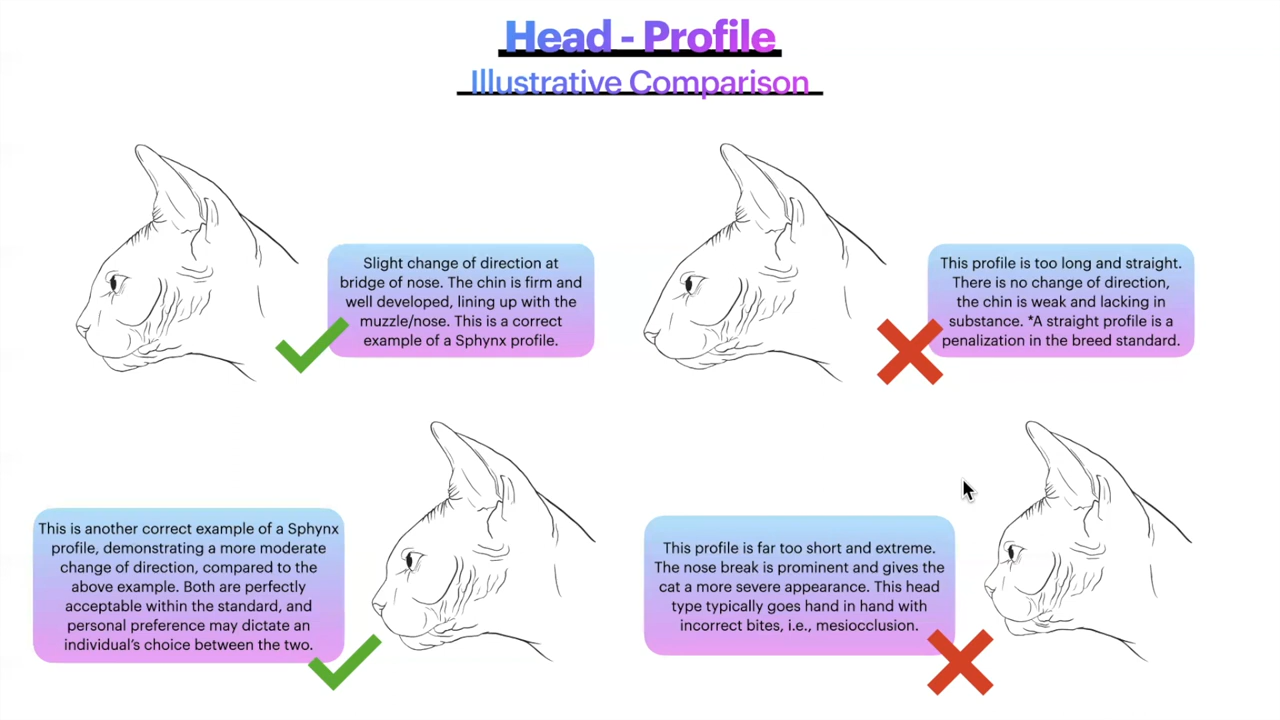 Head - Profile
Illustrative Comparison
Slight change of direction at
bridge of nose. The chin is firm and
well developed, lining up with the
muzzle/nose. This is a correct
example of a Sphynx profile.
This profile is too long and straight.
There is no change of direction,
the chin is weak and lacking in
substance. *A straight profile is a
penalization in the breed standard.
This is another correct example of a Sphynx
profile, demonstrating a more moderate
change of direction, compared to the
above example. Both are perfectly
acceptable within the standard, and
personal preference may dictate an
individual's choice between the two.
This profile is far too short and extreme.
The nose break is prominent and gives the
cat a more severe appearance. This head
type typically goes hand in hand with
incorrect bites, i.e., mesiocclusion.